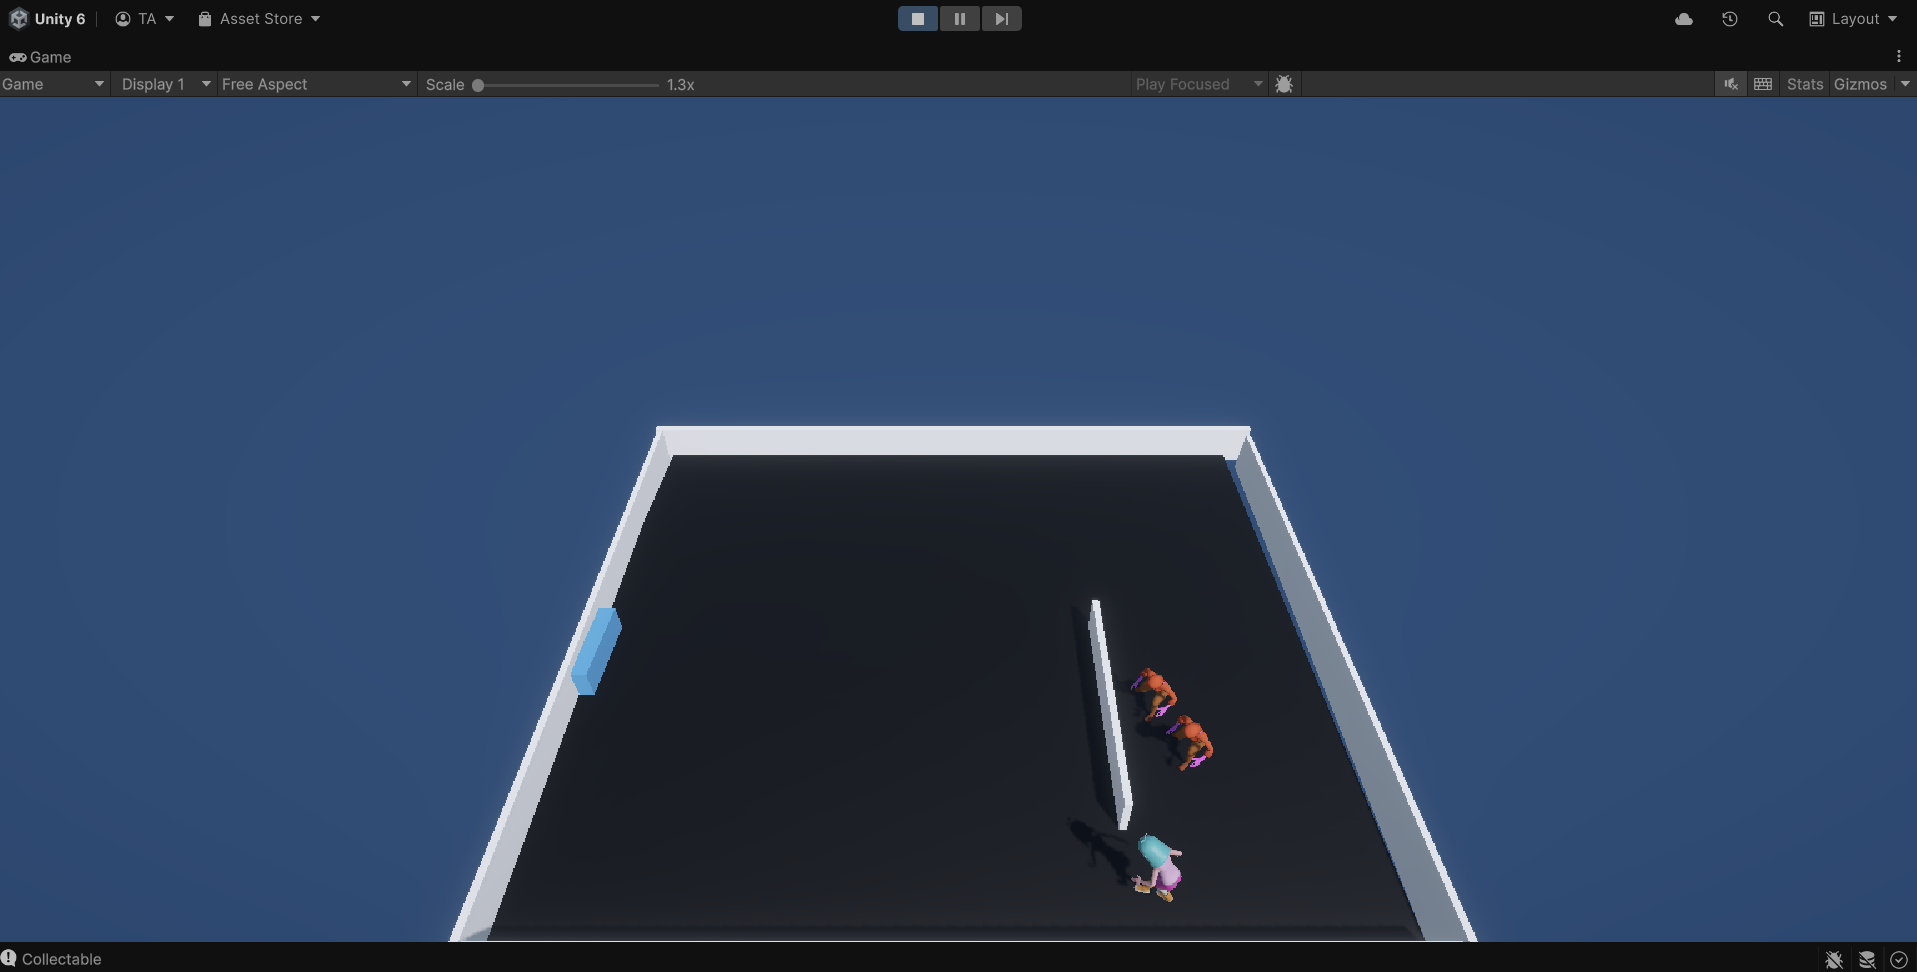 Unity 6 TA Asset Store Layout
Game
Game Display 1 Free Aspect Scale 1.3x Play Focused Stats Gizmos
Collectable